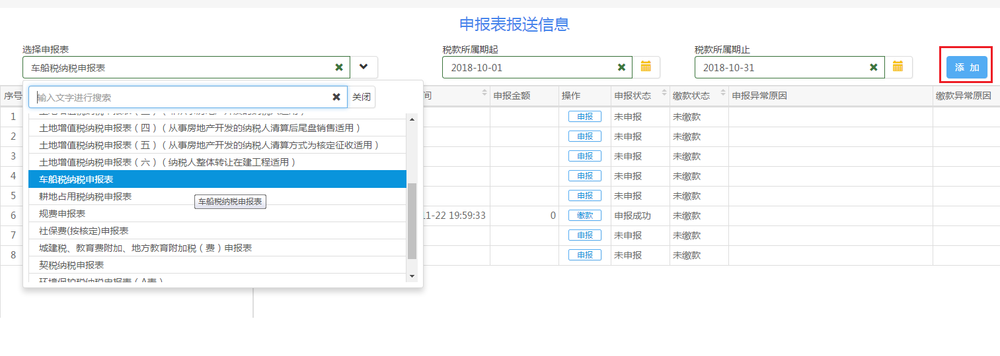 申报表报送信息
选择申报表 税款所属期起 税款所属期止
车船税纳税申报表 2018-10-01 2018-10-31 添 加
输入文字进行搜索 关闭
序号 间 申报金额 操作 申报状态 缴款状态 申报异常原因 缴款异常原因
1 申报 未申报 未缴款
土地增值税纳税申报表（四）（从事房地产开发的纳税人清算后尾盘销售适用）
2 申报 未申报 未缴款
土地增值税纳税申报表（五）（从事房地产开发的纳税人清算方式为核定征收适用）
3 申报 未申报 未缴款
土地增值税纳税申报表（六）（纳税人整体转让在建工程适用）
4 申报 未申报 未缴款
车船税纳税申报表
5 申报 未申报 未缴款
耕地占用税纳税申报表
车船税纳税申报表
6 11-22 19:59:33 0 缴款 申报成功 未缴款
规费申报表
7 申报 未申报 未缴款
社保费(按核定)申报表
8 申报 未申报 未缴款
城建税、教育费附加、地方教育附加税（费）申报表
契税纳税申报表
环境保护税纳税申报表（A表）